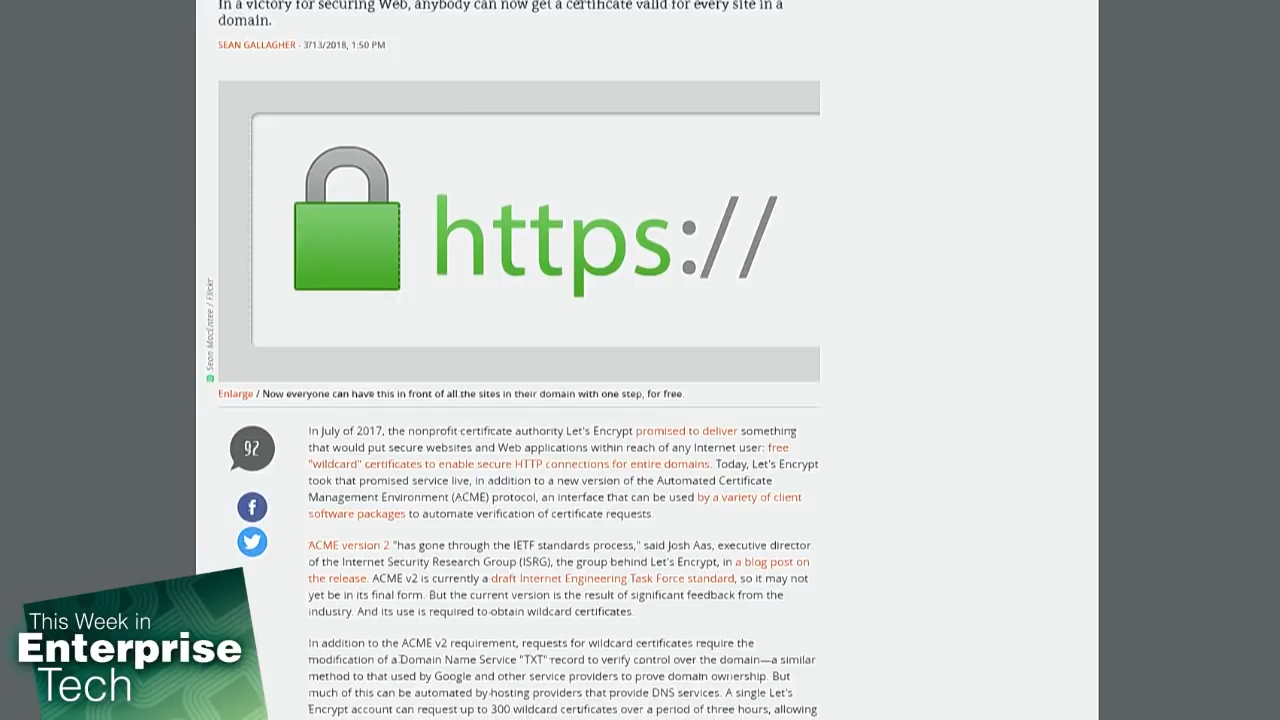 In a victory for securing Web, anybody can now get a certificate valid for every site in a
domain.
SEAN GALLAGHER - 3/13/2018, 1:50 PM
https://
Sean MacEntee / Flickr
Enlarge / Now everyone can have this in front of all the sites in their domain with one step, for free.
92
In July of 2017, the nonprofit certificate authority Let's Encrypt promised to deliver something
that would put secure websites and Web applications within reach of any Internet user: free
"wildcard" certificates to enable secure HTTP connections for entire domains. Today, Let's Encrypt
took that promised service live, in addition to a new version of the Automated Certificate
Management Environment (ACME) protocol, an interface that can be used by a variety of client
software packages to automate verification of certificate requests.
ACME version 2 "has gone through the IETF standards process," said Josh Aas, executive director
of the Internet Security Research Group (ISRG), the group behind Let's Encrypt, in a blog post on
the release. ACME v2 is currently a draft Internet Engineering Task Force standard, so it may not
yet be in its final form. But the current version is the result of significant feedback from the
industry. And its use is required to obtain wildcard certificates.
In addition to the ACME v2 requirement, requests for wildcard certificates require the
modification of a Domain Name Service "TXT" record to verify control over the domain—a similar
method to that used by Google and other service providers to prove domain ownership. But
much of this can be automated by hosting providers that provide DNS services. A single Let's
Encrypt account can request up to 300 wildcard certificates over a period of three hours, allowing
This Week in
Enterprise
Tech